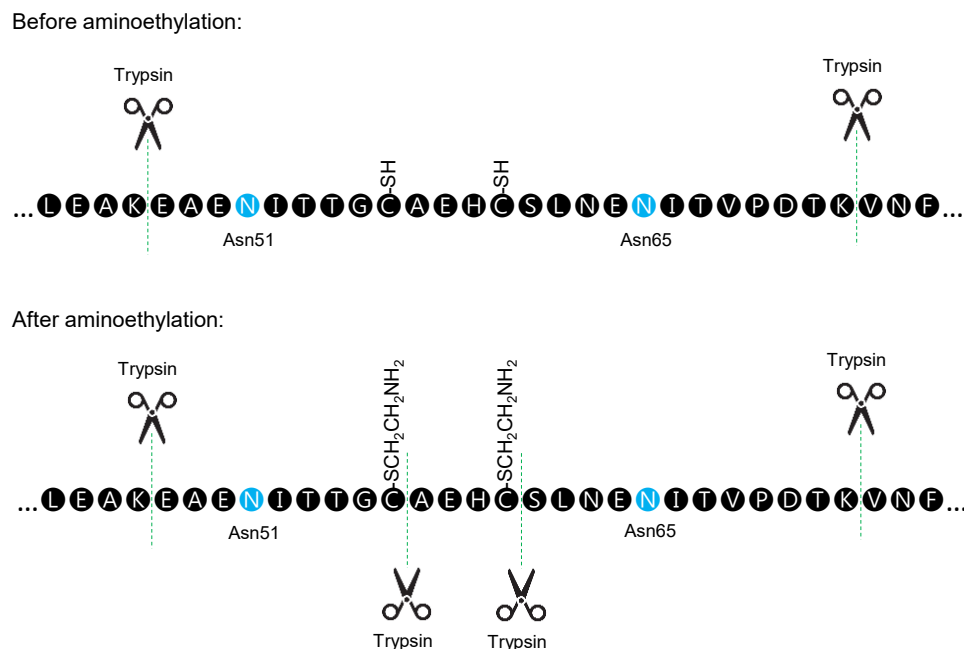 Before aminoethylation:
Trypsin
Trypsin
-SH
-SH
...LEAKEAENITTGCAEHCSLNENITVPDTKVNF...
Asn51
Asn65
After aminoethylation:
Trypsin
Trypsin
-SCH₂CH₂NH₂
-SCH₂CH₂NH₂
...LEAKEAENITTGCAEHCSLNENITVPDTKVNF...
Asn51
Asn65
Trypsin
Trypsin